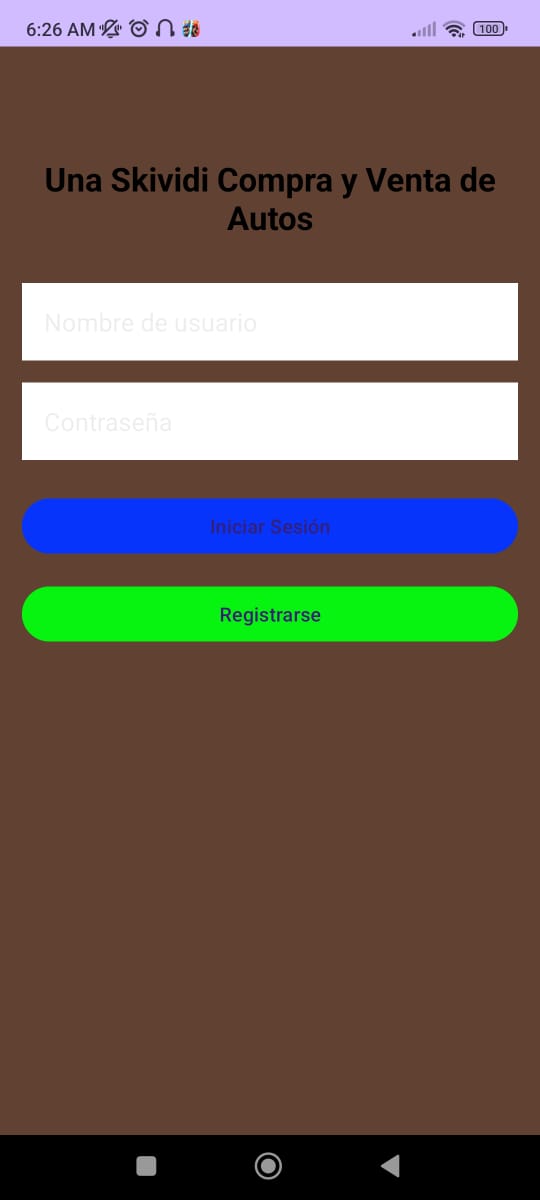 6:26 AM
100
Una Skividi Compra y Venta de
Autos
Nombre de usuario
Contraseña
Iniciar Sesión
Registrarse